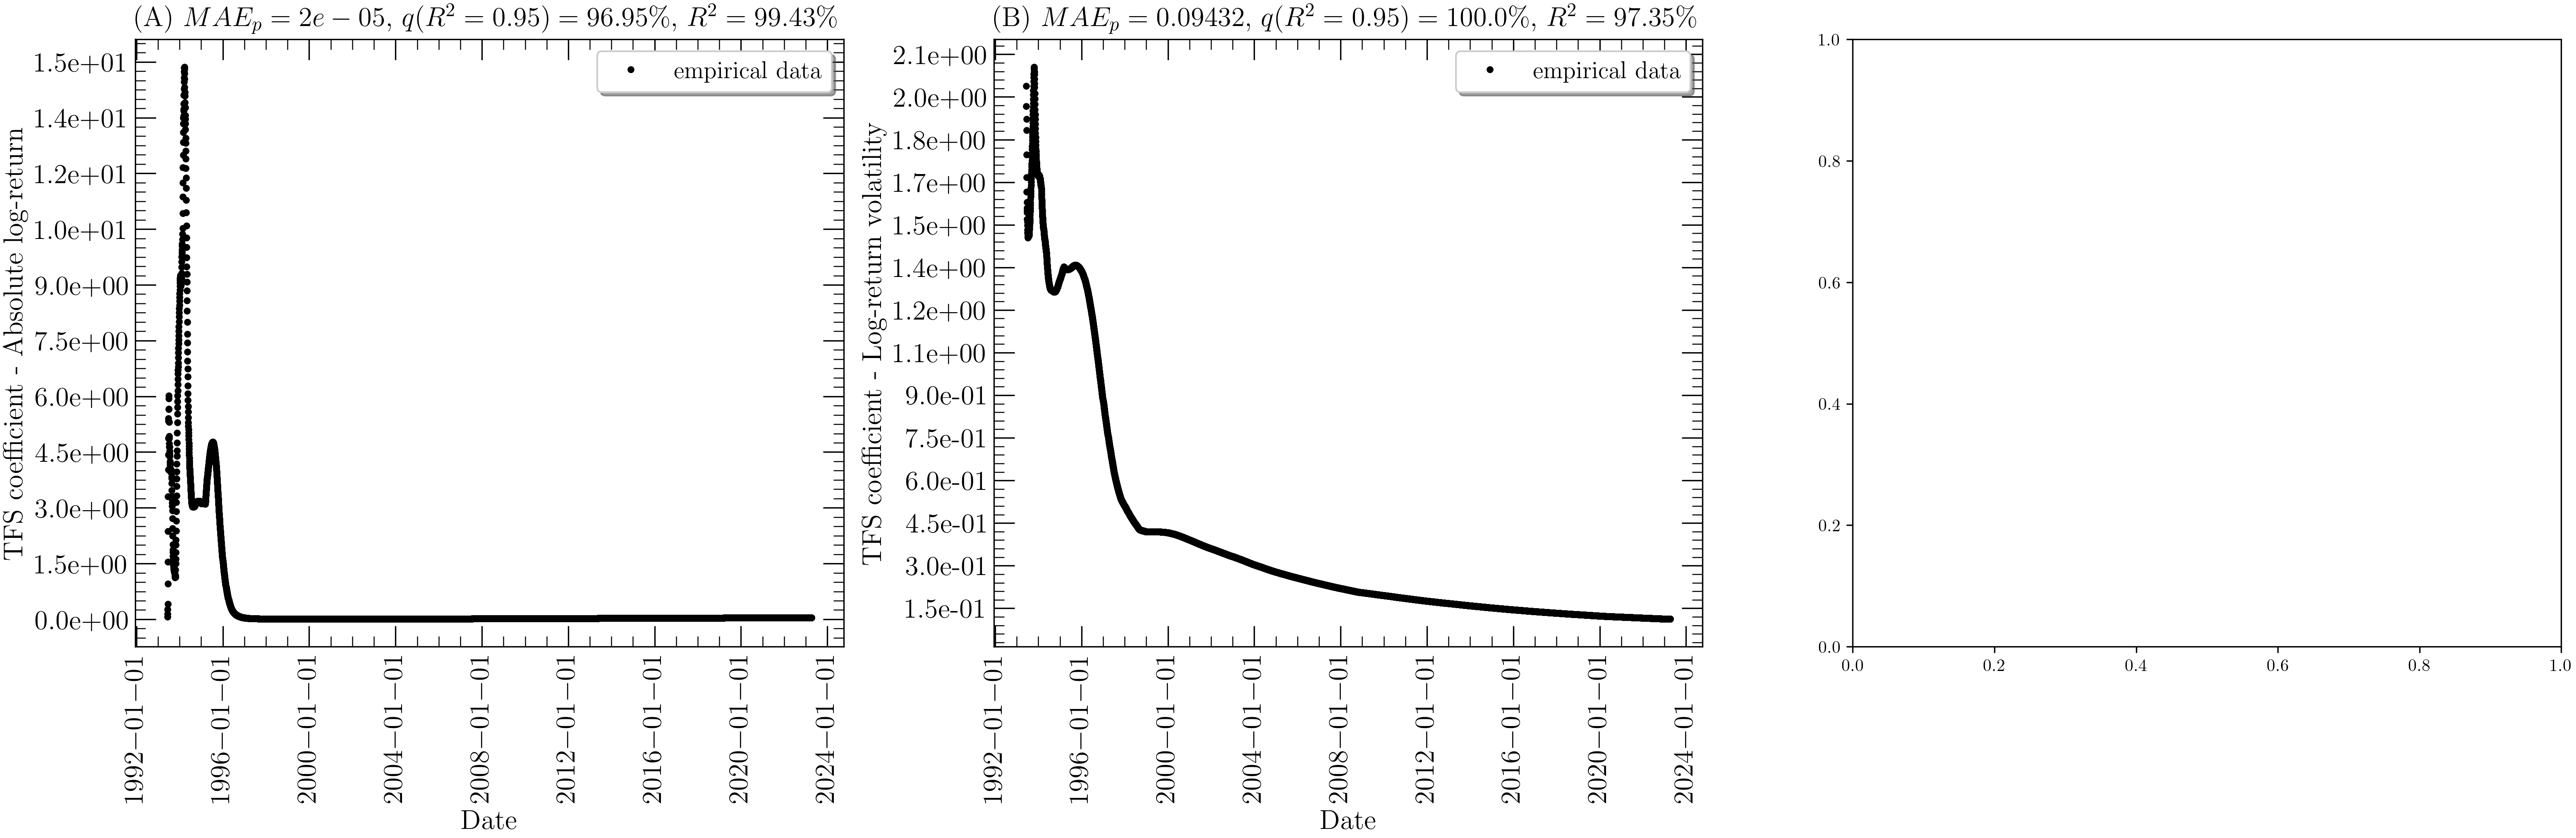 (A) MAE_p = 2e − 05, q(R² = 0.95) = 96.95%, R² = 99.43%
TFS coefficient - Absolute log-return
1.5e+01
1.4e+01
1.2e+01
1.0e+01
9.0e+00
7.5e+00
6.0e+00
4.5e+00
3.0e+00
1.5e+00
0.0e+00
empirical data
1992−01−01
1996−01−01
2000−01−01
2004−01−01
2008−01−01
2012−01−01
2016−01−01
2020−01−01
2024−01−01
Date
(B) MAE_p = 0.09432, q(R² = 0.95) = 100.0%, R² = 97.35%
TFS coefficient - Log-return volatility
2.1e+00
2.0e+00
1.8e+00
1.7e+00
1.5e+00
1.4e+00
1.2e+00
1.1e+00
9.0e-01
7.5e-01
6.0e-01
4.5e-01
3.0e-01
1.5e-01
empirical data
1992−01−01
1996−01−01
2000−01−01
2004−01−01
2008−01−01
2012−01−01
2016−01−01
2020−01−01
2024−01−01
Date
1.0
0.8
0.6
0.4
0.2
0.0
0.0 0.2 0.4 0.6 0.8 1.0